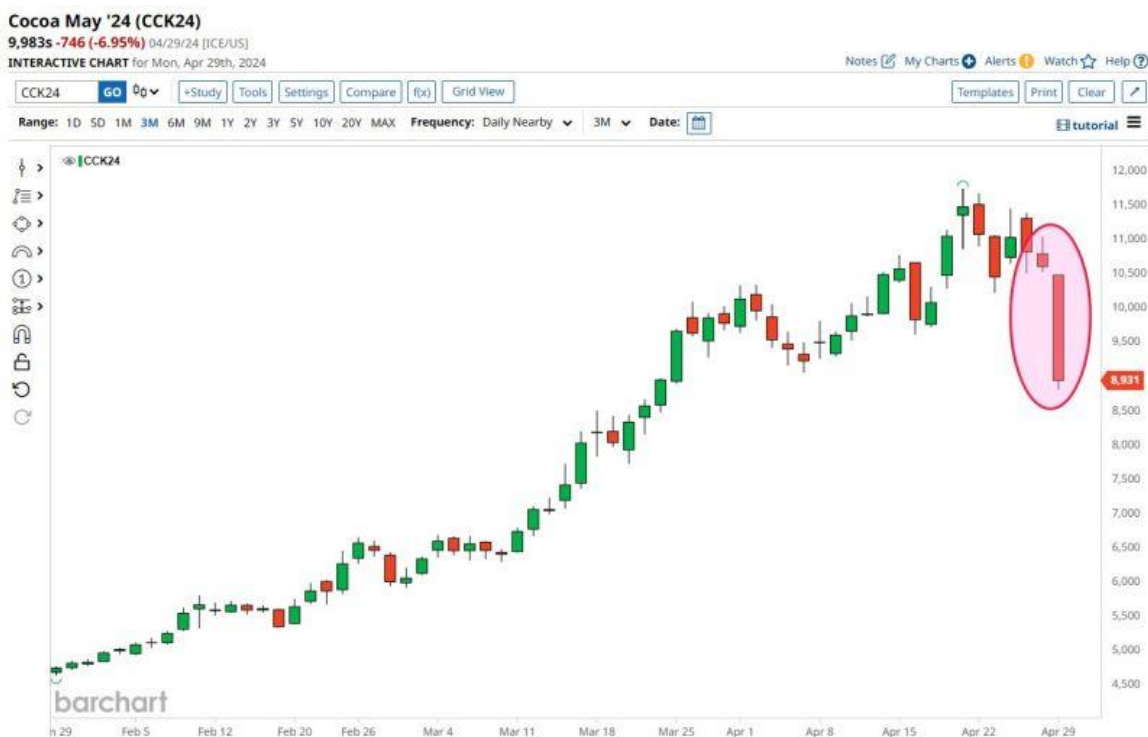 Cocoa May '24 (CCK24)
9,983s -746 (-6.95%) 04/29/24 [ICE/US]
INTERACTIVE CHART for Mon, Apr 29th, 2024
Notes My Charts Alerts Watch Help
CCK24 GO +Study Tools Settings Compare f(x) Grid View Templates Print Clear
Range: 1D 5D 1M 3M 6M 9M 1Y 2Y 3Y 5Y 10Y 20Y MAX Frequency: Daily Nearby 3M Date: tutorial
CCK24
12,000
11,500
11,000
10,500
10,000
9,500
8,931
8,500
8,000
7,500
7,000
6,500
6,000
5,500
5,000
4,500
barchart
n 29 Feb 5 Feb 12 Feb 20 Feb 26 Mar 4 Mar 11 Mar 18 Mar 25 Apr 1 Apr 8 Apr 15 Apr 22 Apr 29